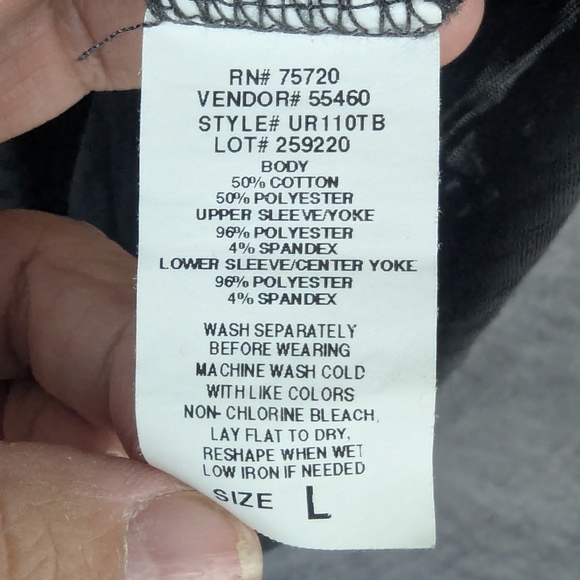 RN# 75720
VENDOR# 55460
STYLE# UR110TB
LOT# 259220
BODY
50% COTTON
50% POLYESTER
UPPER SLEEVE/YOKE
96% POLYESTER
4% SPANDEX
LOWER SLEEVE/CENTER YOKE
96% POLYESTER
4% SPANDEX
WASH SEPARATELY
BEFORE WEARING
MACHINE WASH COLD
WITH LIKE COLORS
NON- CHLORINE BLEACH,
LAY FLAT TO DRY,
RESHAPE WHEN WET
LOW IRON IF NEEDED
SIZE L